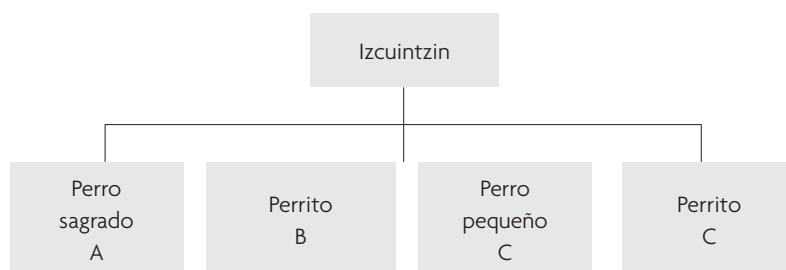 Izcuintzin
Perro
sagrado
A
Perrito
B
Perro
pequeño
C
Perrito
C